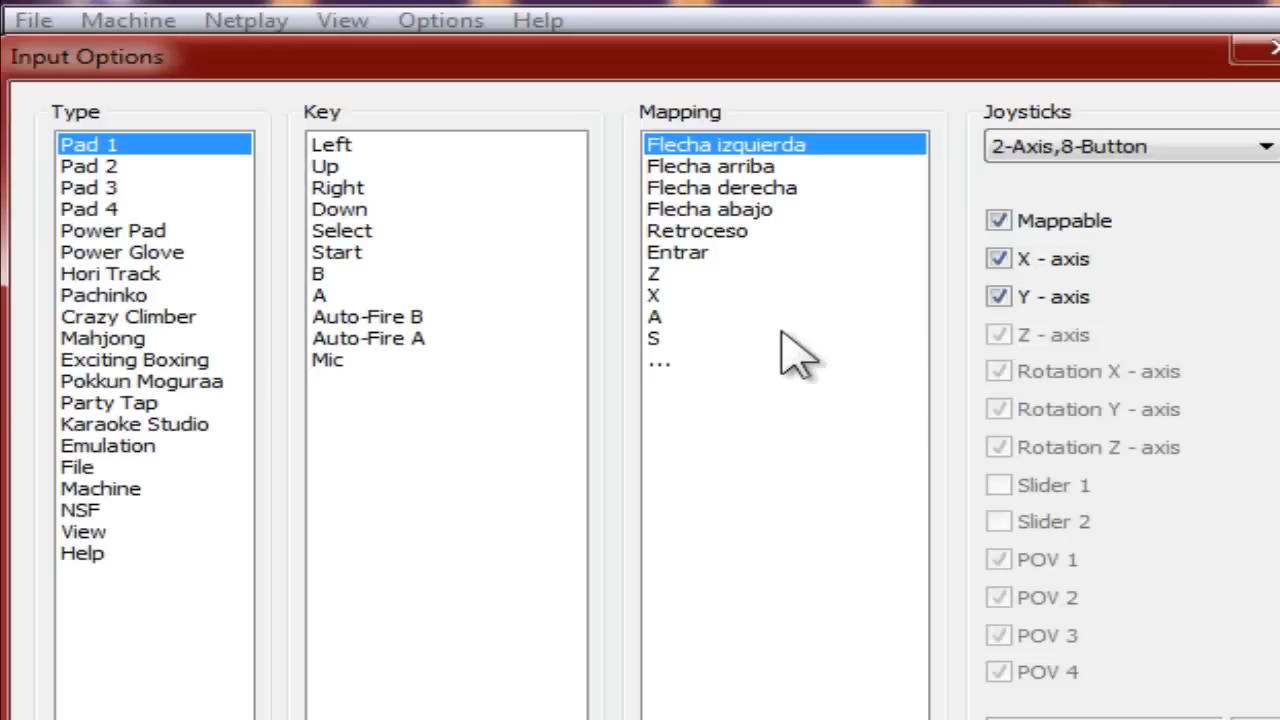 File Machine Netplay View Options Help
Input Options
Type
Pad 1
Pad 2
Pad 3
Pad 4
Power Pad
Power Glove
Hori Track
Pachinko
Crazy Climber
Mahjong
Exciting Boxing
Pokkun Moguraa
Party Tap
Karaoke Studio
Emulation
File
Machine
NSF
View
Help
Key
Left
Up
Right
Down
Select
Start
B
A
Auto-Fire B
Auto-Fire A
Mic
Mapping
Flecha izquierda
Flecha arriba
Flecha derecha
Flecha abajo
Retroceso
Entrar
Z
X
A
S
...
Joysticks
2-Axis,8-Button
Mappable
X - axis
Y - axis
Z - axis
Rotation X - axis
Rotation Y - axis
Rotation Z - axis
Slider 1
Slider 2
POV 1
POV 2
POV 3
POV 4